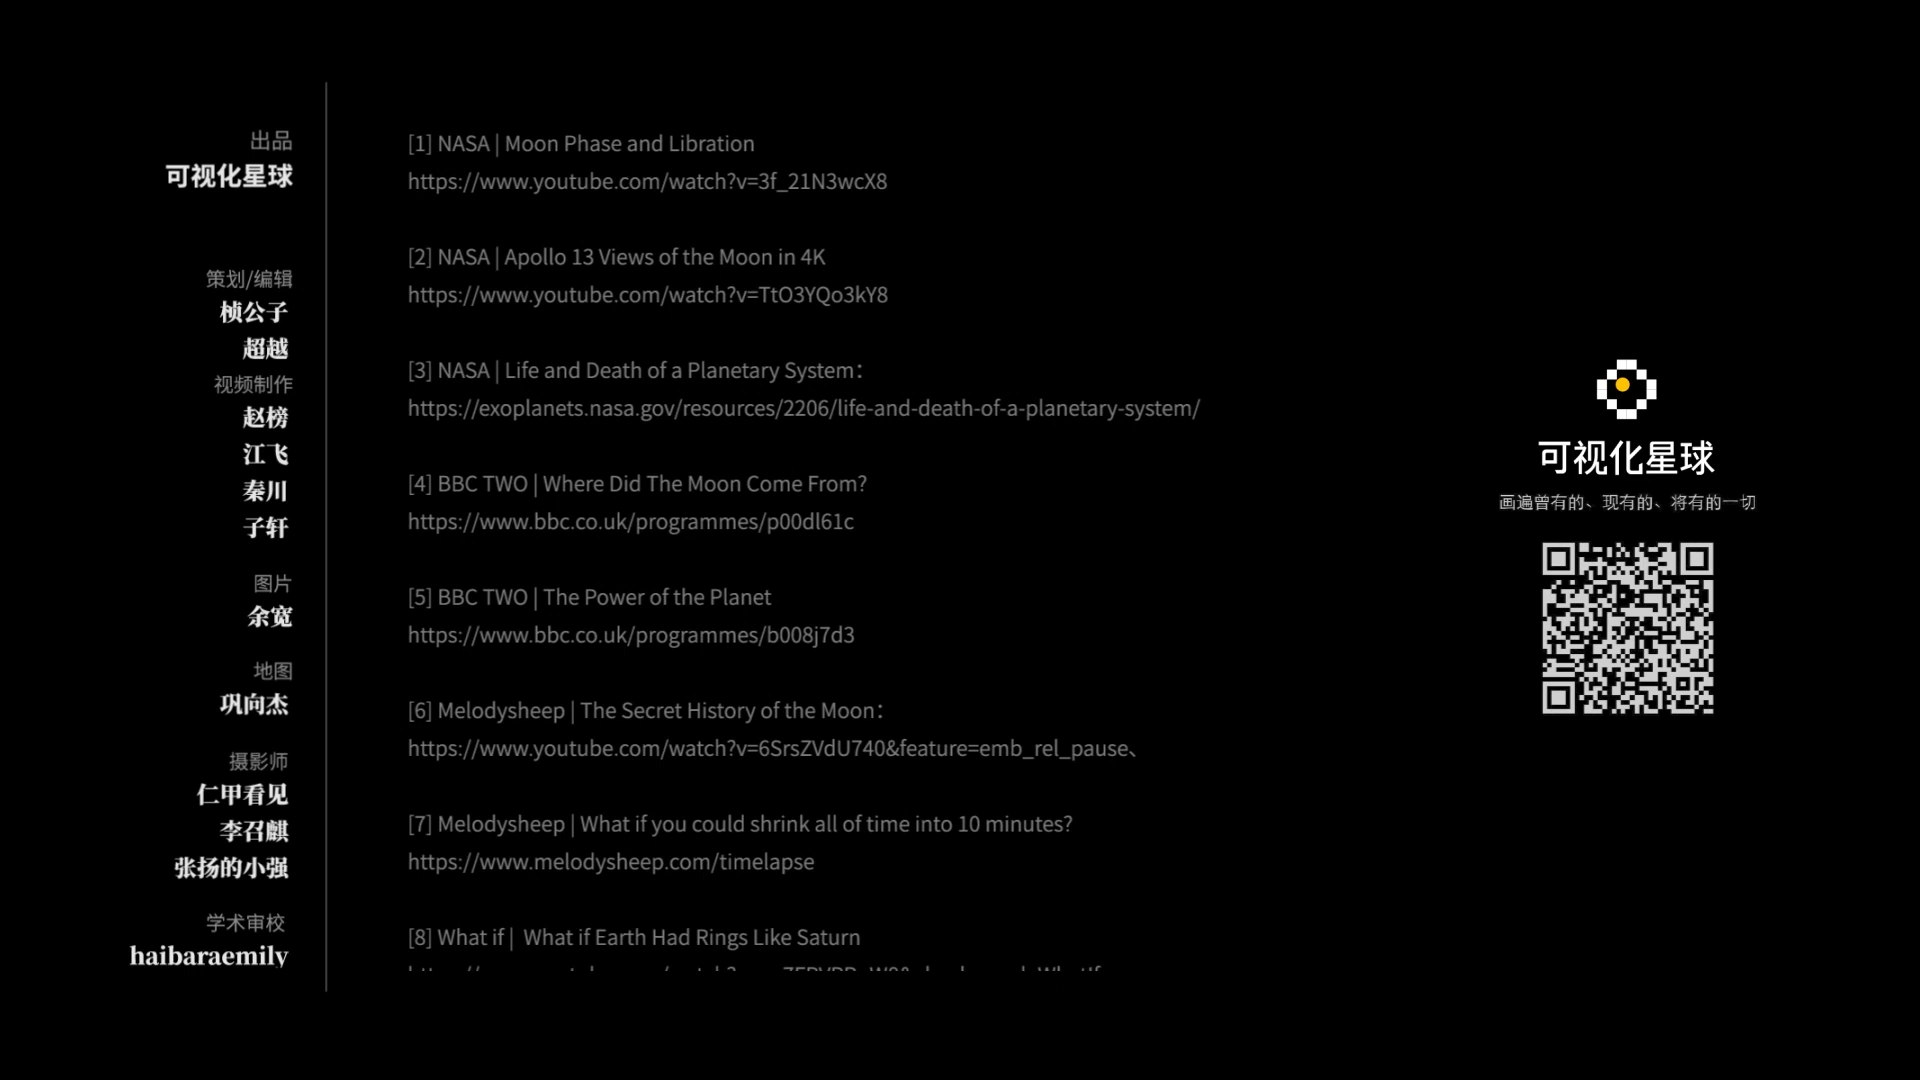 出品
可视化星球
策划/编辑
桢公子
超越
视频制作
赵榜
江飞
秦川
子轩
图片
余宽
地图
巩向杰
摄影师
仁甲看见
李召麒
张扬的小强
学术审校
haibaraemily
[1] NASA | Moon Phase and Libration
https://www.youtube.com/watch?v=3f_21N3wcX8
[2] NASA | Apollo 13 Views of the Moon in 4K
https://www.youtube.com/watch?v=TtO3YQo3kY8
[3] NASA | Life and Death of a Planetary System：
https://exoplanets.nasa.gov/resources/2206/life-and-death-of-a-planetary-system/
[4] BBC TWO | Where Did The Moon Come From?
https://www.bbc.co.uk/programmes/p00dl61c
[5] BBC TWO | The Power of the Planet
https://www.bbc.co.uk/programmes/b008j7d3
[6] Melodysheep | The Secret History of the Moon：
https://www.youtube.com/watch?v=6SrsZVdU740&feature=emb_rel_pause、
[7] Melodysheep | What if you could shrink all of time into 10 minutes?
https://www.melodysheep.com/timelapse
[8] What if | What if Earth Had Rings Like Saturn
可视化星球
画遍曾有的、现有的、将有的一切